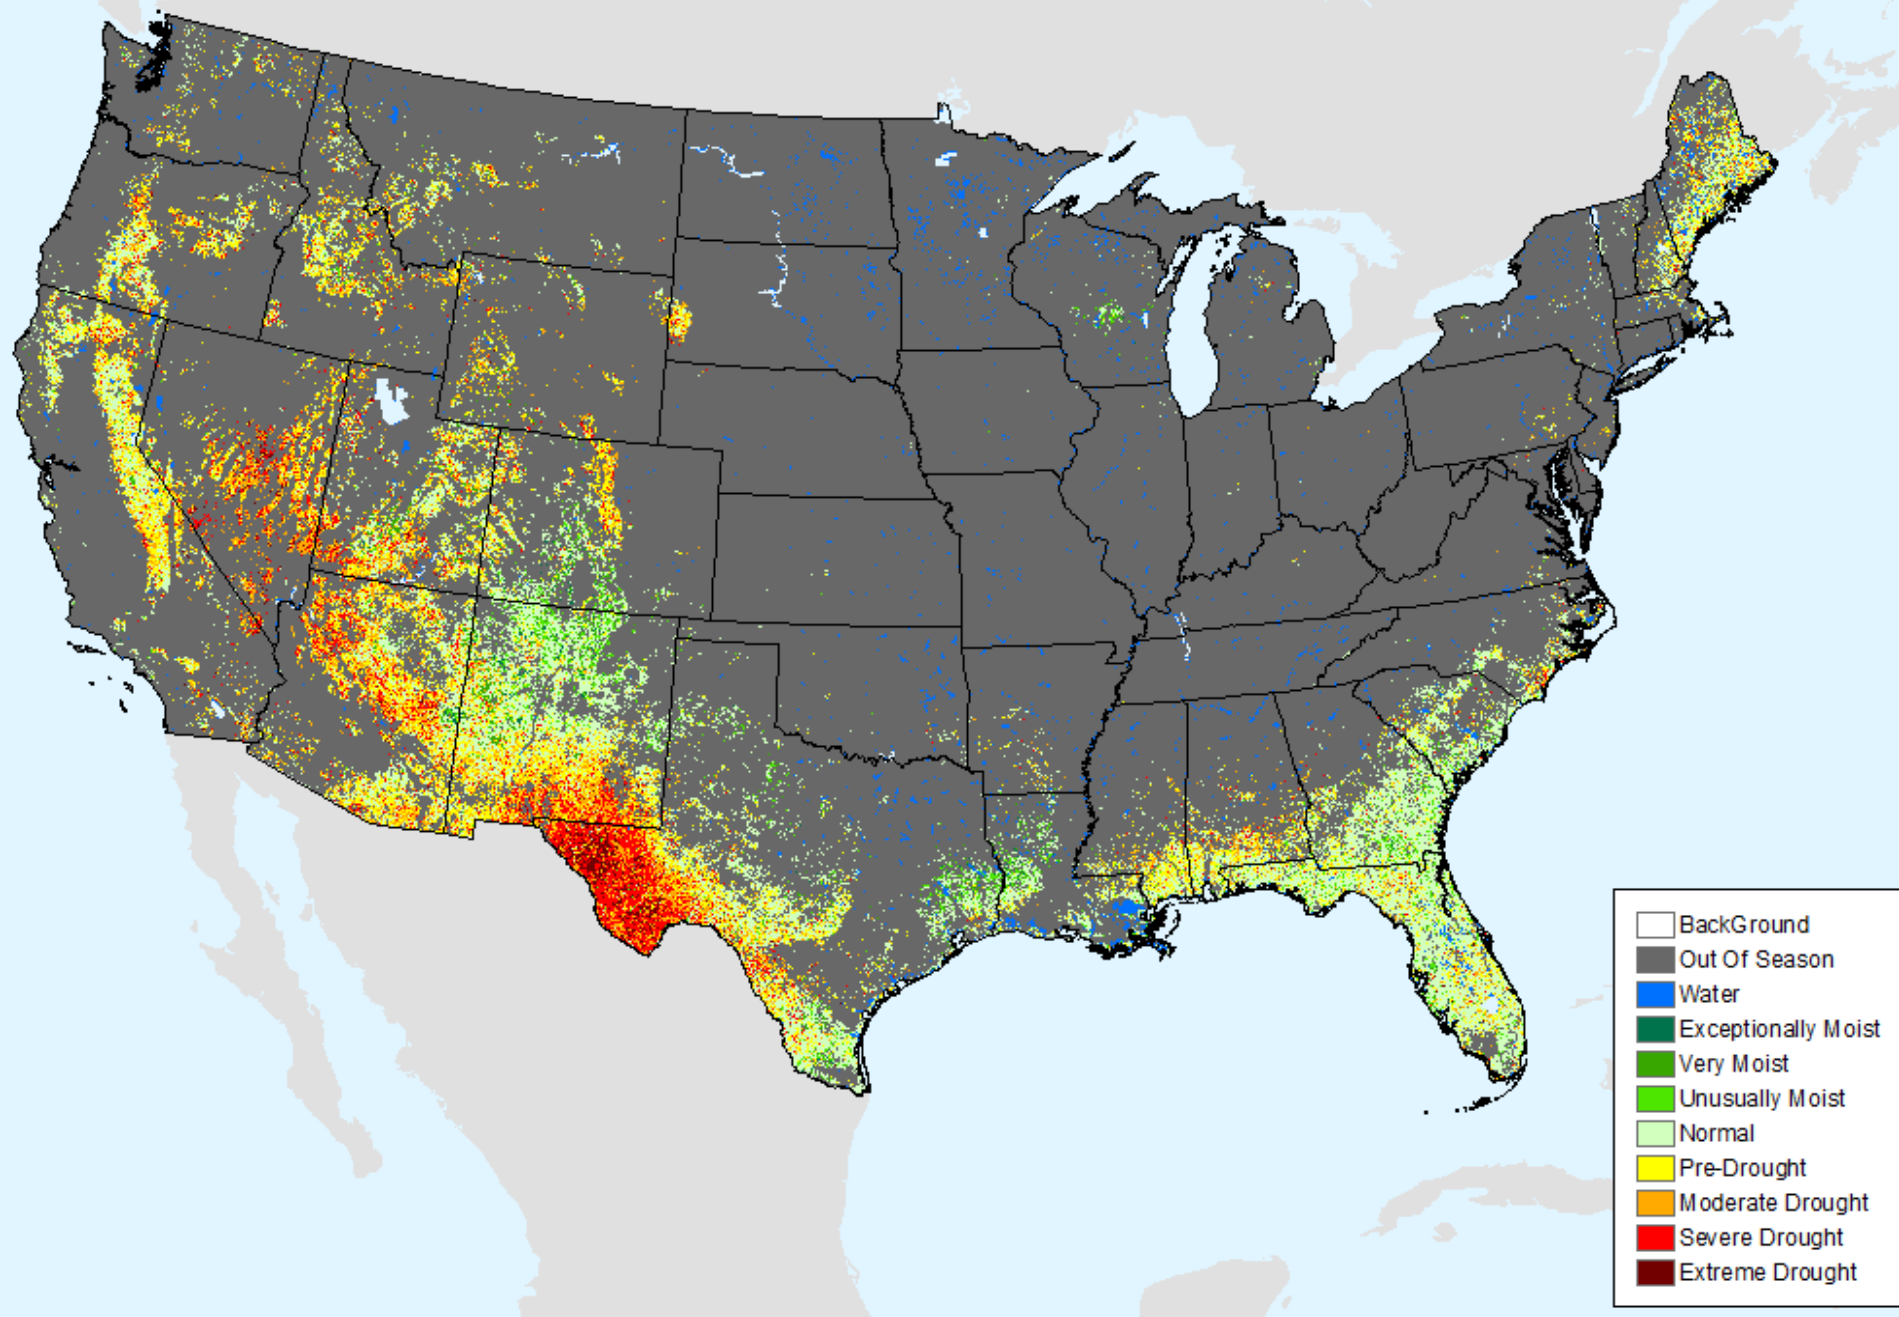 BackGround
Out Of Season
Water
Exceptionally Moist
Very Moist
Unusually Moist
Normal
Pre-Drought
Moderate Drought
Severe Drought
Extreme Drought